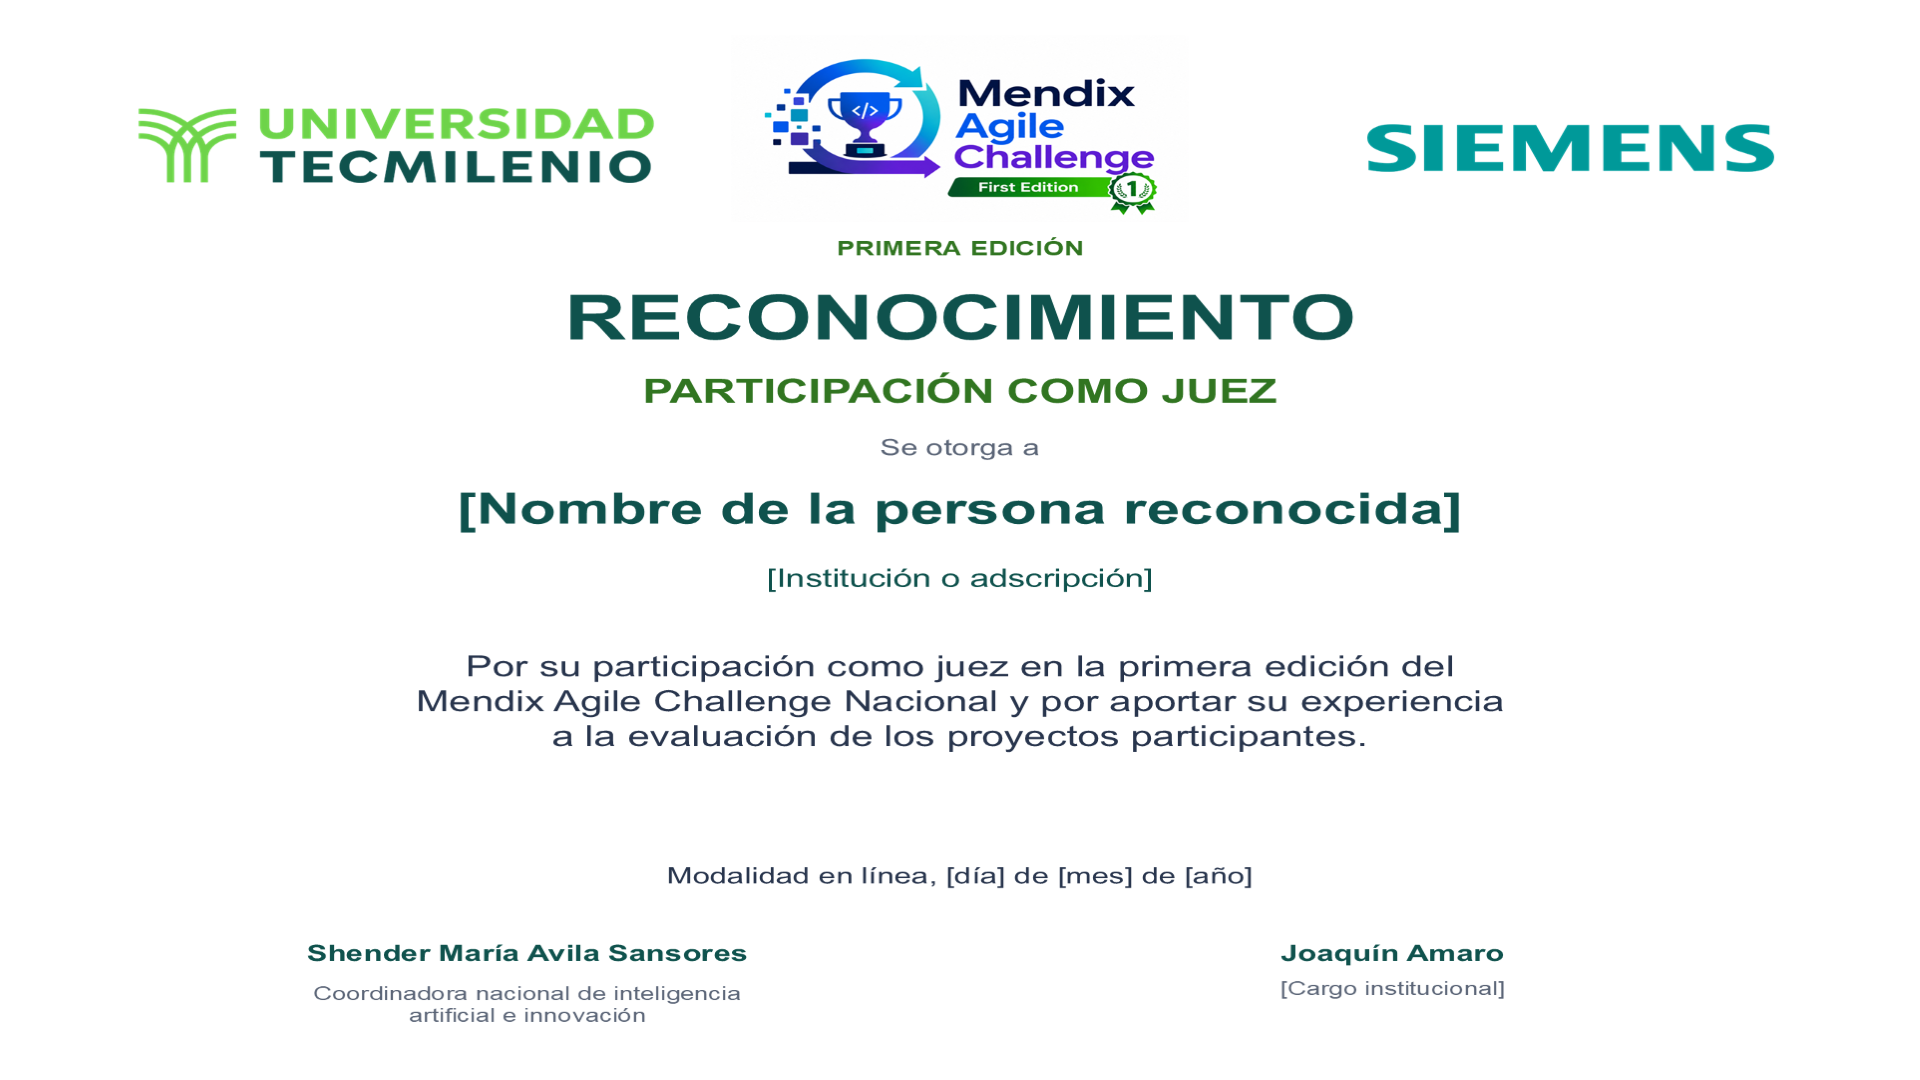 UNIVERSIDAD
TECMILENIO
</>
Mendix
Agile
Challenge
First Edition
1
SIEMENS
PRIMERA EDICIÓN
RECONOCIMIENTO
PARTICIPACIÓN COMO JUEZ
Se otorga a
[Nombre de la persona reconocida]
[Institución o adscripción]
Por su participación como juez en la primera edición del
Mendix Agile Challenge Nacional y por aportar su experiencia
a la evaluación de los proyectos participantes.
Modalidad en línea, [día] de [mes] de [año]
Shender María Avila Sansores
Coordinadora nacional de inteligencia
artificial e innovación
Joaquín Amaro
[Cargo institucional]